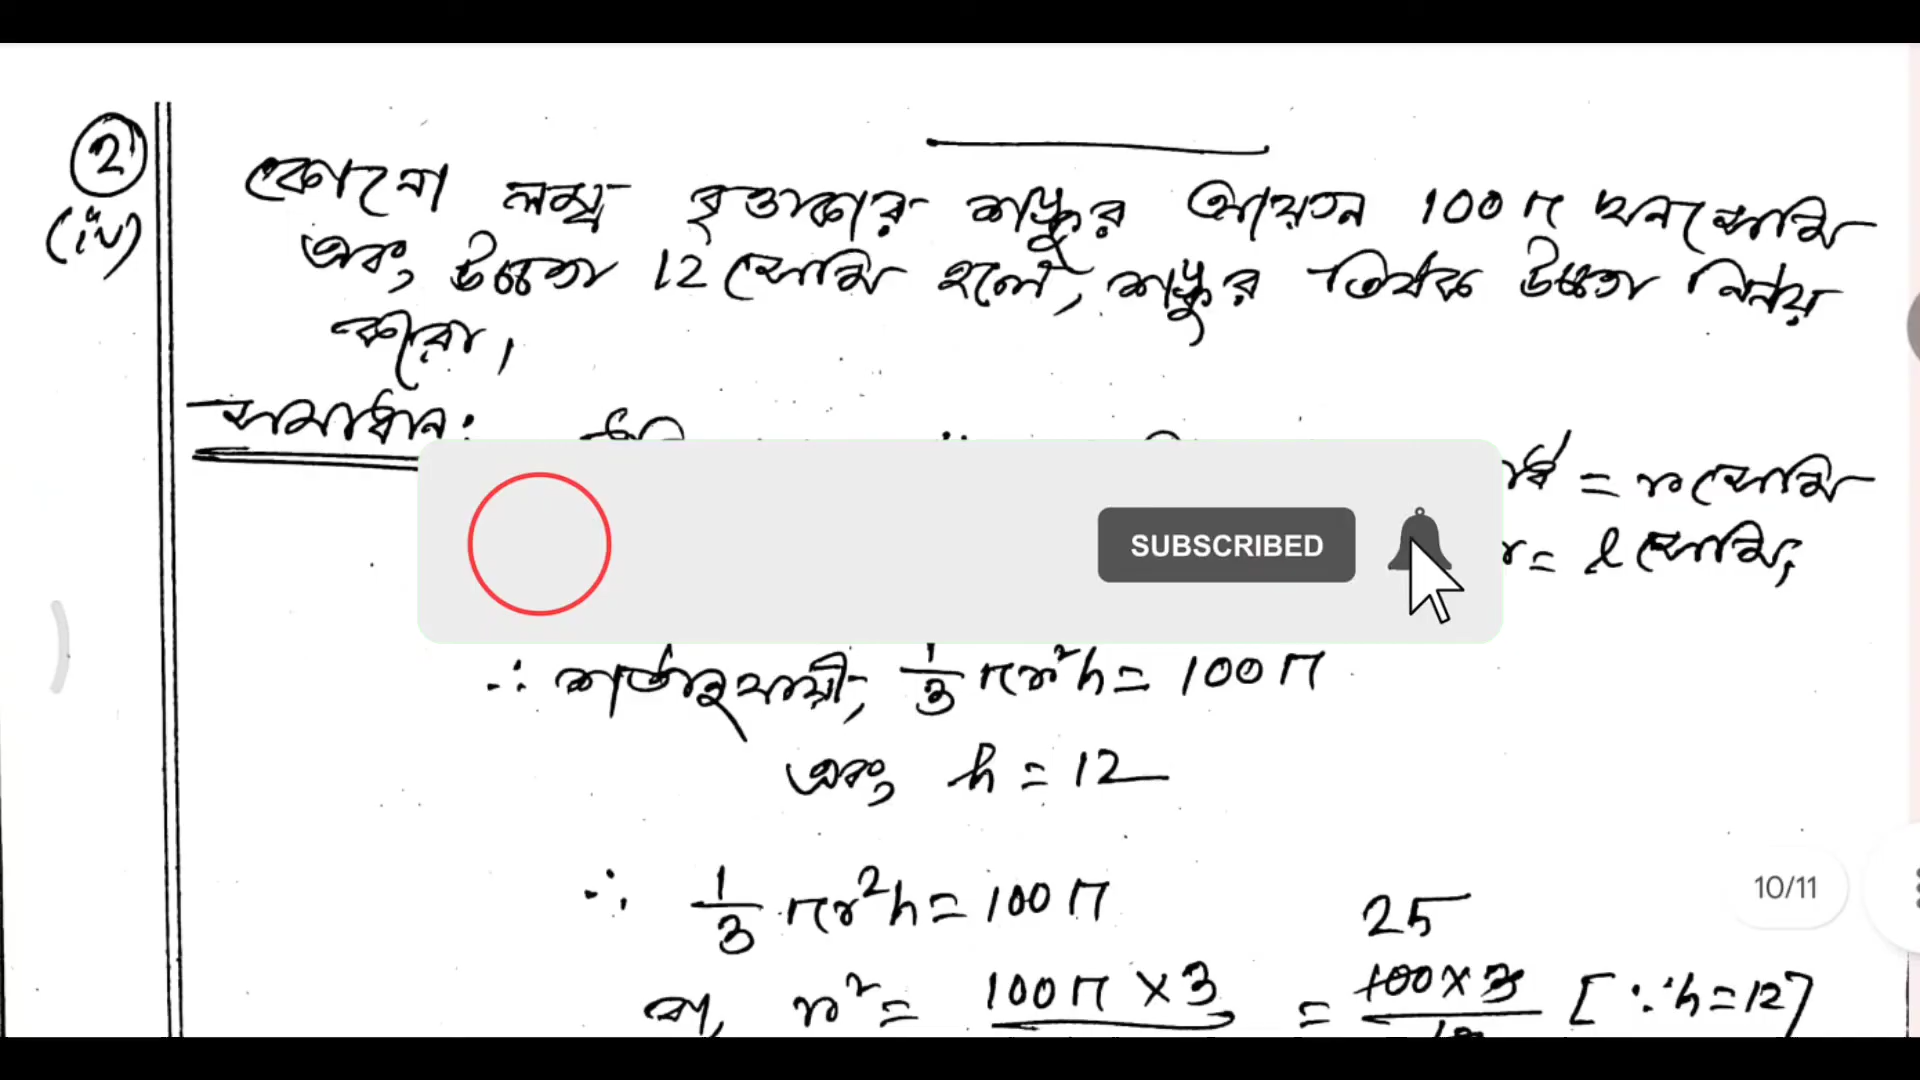 2
(iv)
কোনো লম্ব বৃত্তাকার শঙ্কুর আয়তন 100π ঘনসেমি
এবং উচ্চতা 12 সেমি হলে, শঙ্কুর তির্যক উচ্চতা নির্ণয়
করো।
সমাধান:
= r সেমি
= l সেমি,
SUBSCRIBED
∴ শর্তানুযায়ী, 1/3 πr²h = 100π
এবং, h = 12
∴ 1/3 πr²h = 100π
25
বা, r² = 100π × 3 = 100 × 3 [∵ h = 12]
10/11